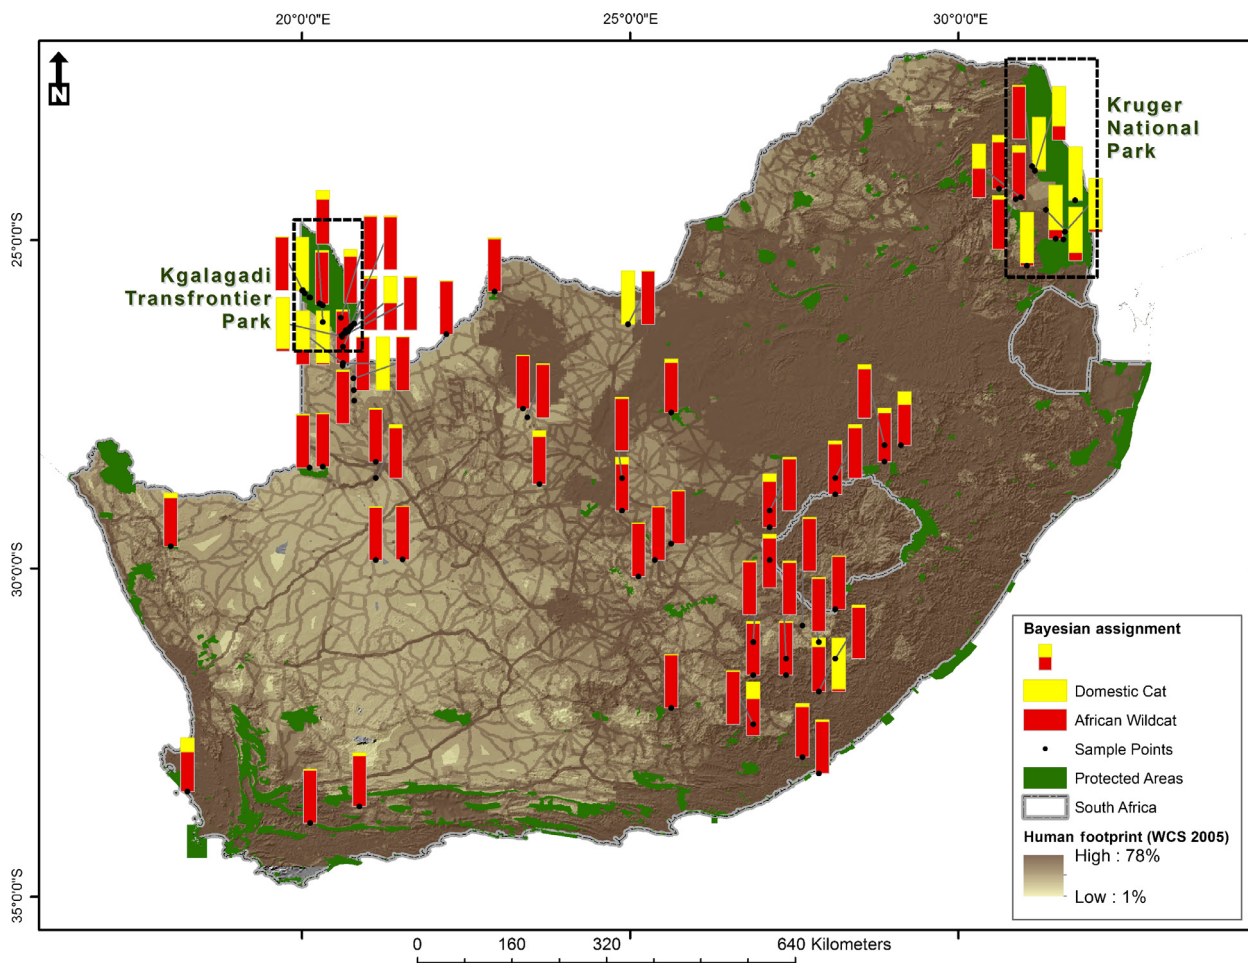 20°0'0"E
25°0'0"E
30°0'0"E
N
Kruger
National
Park
25°0'0"S
Kgalagadi
Transfrontier
Park
30°0'0"S
35°0'0"S
Bayesian assignment
Domestic Cat
African Wildcat
Sample Points
Protected Areas
South Africa
Human footprint (WCS 2005)
High : 78%
Low : 1%
0 160 320 640 Kilometers